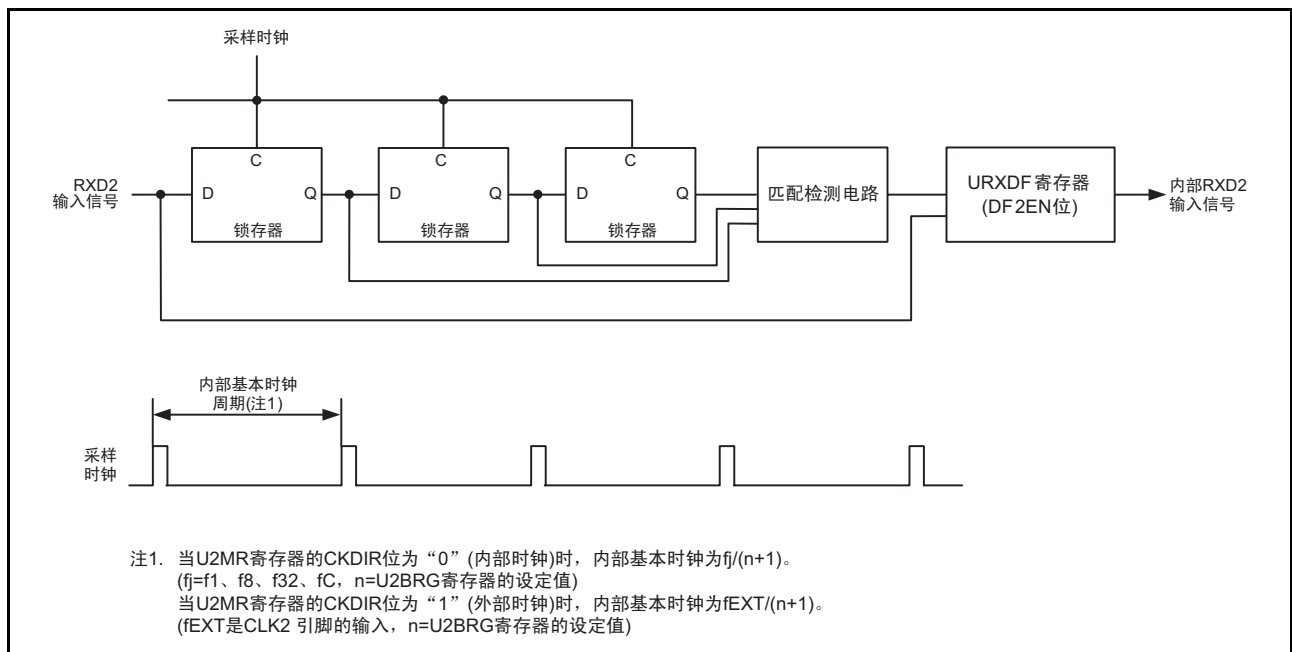 采样时钟
C
C
C
RXD2
输入信号
D
Q
D
Q
D
Q
锁存器
锁存器
锁存器
匹配检测电路
URXDF 寄存器
(DF2EN位)
内部RXD2
输入信号
内部基本时钟
周期(注1)
采样
时钟
注1. 当U2MR寄存器的CKDIR位为“0”(内部时钟)时，内部基本时钟为fj/(n+1)。
(fj=f1、f8、f32、fC，n=U2BRG寄存器的设定值)
当U2MR寄存器的CKDIR位为“1”(外部时钟)时，内部基本时钟为fEXT/(n+1)。
(fEXT是CLK2 引脚的输入，n=U2BRG寄存器的设定值)